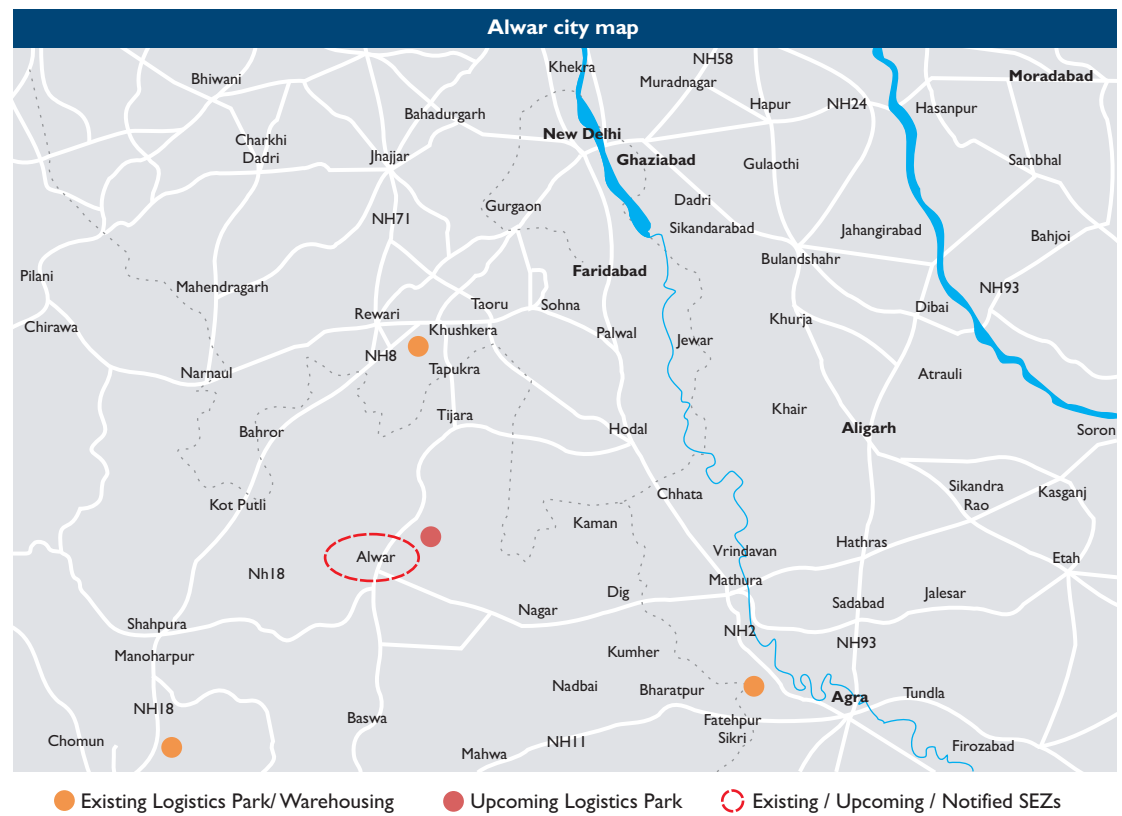 Alwar city map
Khekra
NH58
Bhiwani
Muradnagar
Moradabad
Hapur
NH24
Hasanpur
Bahadurgarh
New Delhi
Charkhi
Dadri
Jhajjar
Ghaziabad
Gulaothi
Sambhal
Dadri
Gurgaon
NH71
Sikandarabad
Jahangirabad
Bahjoi
Bulandshahr
Pilani
Faridabad
Mahendragarh
NH93
Taoru
Sohna
Dibai
Rewari
Khurja
Chirawa
Khushkera
Palwal
Jewar
NH8
Tapukra
Narnaul
Atrauli
Khair
Tijara
Bahror
Hodal
Aligarh
Soron
Sikandra
Rao
Kasganj
Chhata
Kot Putli
Kaman
Hathras
Vrindavan
Alwar
Etah
Nh18
Mathura
Dig
Jalesar
Sadabad
Nagar
Shahpura
NH2
NH93
Manoharpur
Kumher
Nadbai
Bharatpur
Agra
Tundla
NH18
Baswa
Fatehpur
Sikri
Chomun
NH11
Firozabad
Mahwa
Existing Logistics Park/ Warehousing
Upcoming Logistics Park
Existing / Upcoming / Notified SEZs